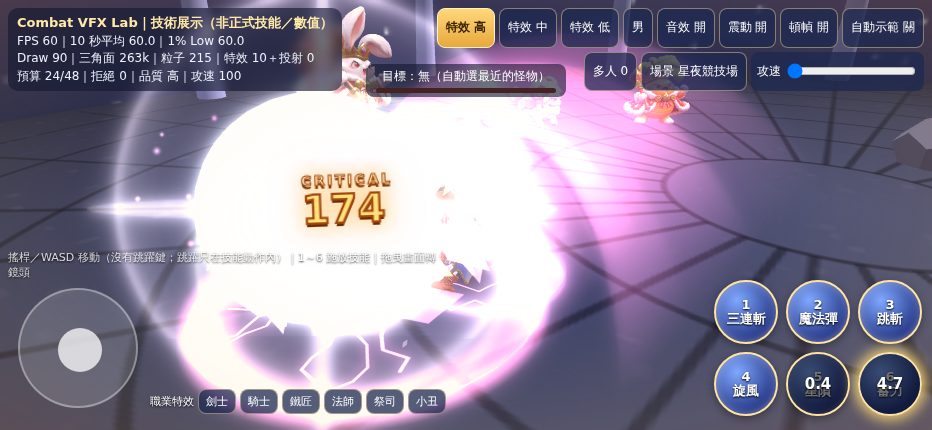 Combat VFX Lab｜技術展示（非正式技能／數值）
FPS 60｜10 秒平均 60.0｜1% Low 60.0
Draw 90｜三角面 263k｜粒子 215｜特效 10＋投射 0
預算 24/48｜拒絕 0｜品質 高｜攻速 100
特效 高
特效 中
特效 低
男
音效 開
震動 開
頓幀 開
自動示範 關
目標：無（自動選最近的怪物）
多人 0
場景 星夜競技場
攻速
CRITICAL
174
搖桿／WASD 移動（沒有跳躍鍵；跳躍只在技能動作內）｜1～6 施放技能｜拖曳畫面轉
鏡頭
1
三連斬
2
魔法彈
3
跳斬
4
旋風
5
0.4
星隕
6
4.7
蓄力
職業特效
劍士
騎士
鐵匠
法師
祭司
小丑